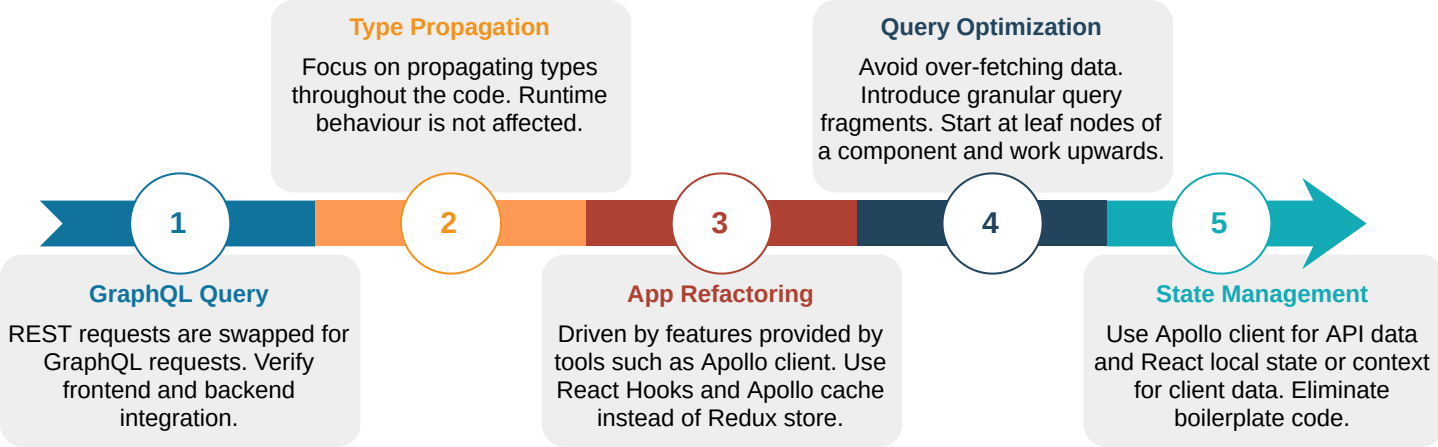 Type Propagation
Focus on propagating types
throughout the code. Runtime
behaviour is not affected.
Query Optimization
Avoid over-fetching data.
Introduce granular query
fragments. Start at leaf nodes of
a component and work upwards.
1
2
3
4
5
GraphQL Query
REST requests are swapped for
GraphQL requests. Verify
frontend and backend
integration.
App Refactoring
Driven by features provided by
tools such as Apollo client. Use
React Hooks and Apollo cache
instead of Redux store.
State Management
Use Apollo client for API data
and React local state or context
for client data. Eliminate
boilerplate code.